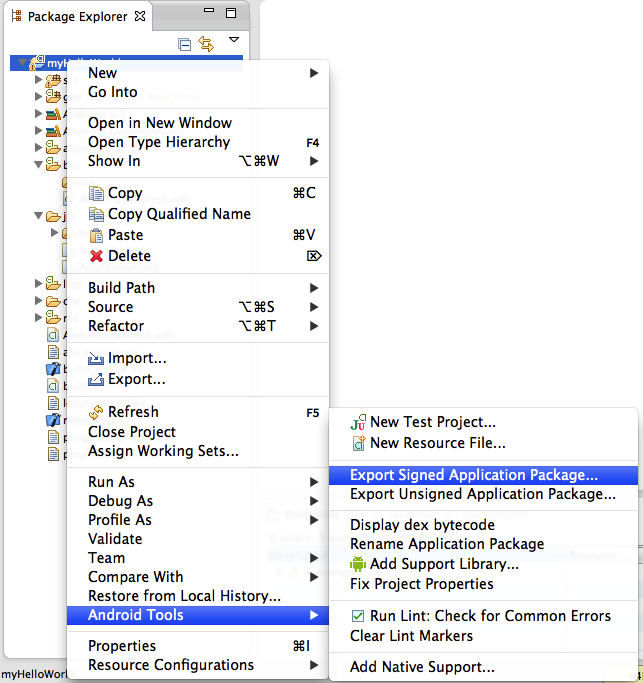 Package Explorer
myHelloWorld
New
Go Into
Open in New Window
Open Type Hierarchy F4
Show In ⌥⌘W
Copy ⌘C
Copy Qualified Name
Paste ⌘V
Delete ⌦
Build Path
Source ⌥⌘S
Refactor ⌥⌘T
Import...
Export...
Refresh F5
Close Project
Assign Working Sets...
Run As
Debug As
Profile As
Validate
Team
Compare With
Restore from Local History...
Android Tools
Properties ⌘I
Resource Configurations
New Test Project...
New Resource File...
Export Signed Application Package...
Export Unsigned Application Package...
Display dex bytecode
Rename Application Package
Add Support Library...
Fix Project Properties
Run Lint: Check for Common Errors
Clear Lint Markers
Add Native Support...
myHelloWorl